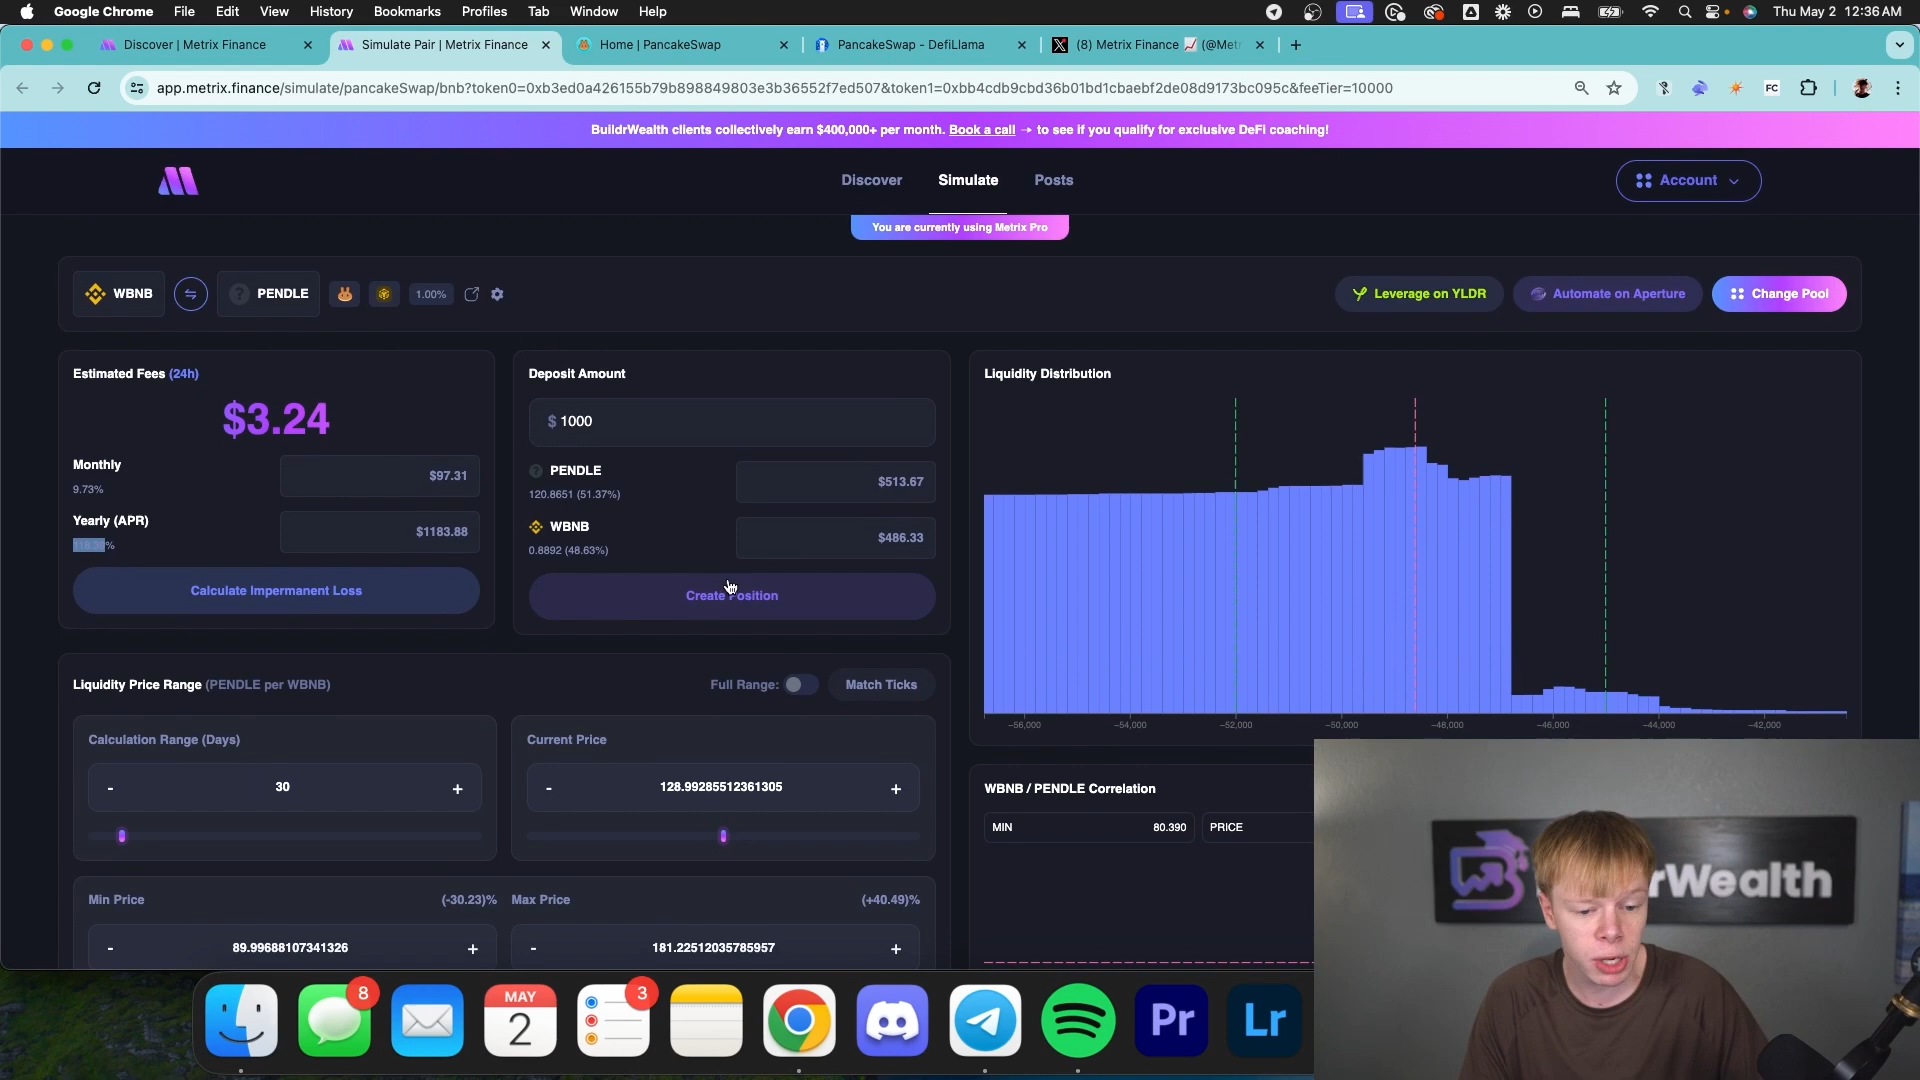 Google Chrome File Edit View History Bookmarks Profiles Tab Window Help Thu May 2 12:36 AM
Discover | Metrix Finance Simulate Pair | Metrix Finance Home | PancakeSwap PancakeSwap - DefiLlama (8) Metrix Finance 📈 (@Met
app.metrix.finance/simulate/pancakeSwap/bnb?token0=0xb3ed0a426155b79b898849803e3b36552f7ed507&token1=0xbb4cdb9cbd36b01bd1cbaebf2de08d9173bc095c&feeTier=10000 FC
BuildrWealth clients collectively earn $400,000+ per month. Book a call → to see if you qualify for exclusive DeFi coaching!
Discover Simulate Posts Account
You are currently using Metrix Pro
WBNB PENDLE 1.00% Leverage on YLDR Automate on Aperture Change Pool
Estimated Fees (24h)
$3.24
Monthly
9.73%
$97.31
Yearly (APR)
118.39%
$1183.88
Calculate Impermanent Loss
Deposit Amount
$ 1000
PENDLE
120.8651 (51.37%)
$513.67
WBNB
0.8892 (48.63%)
$486.33
Create Position
Liquidity Distribution
−56,000 −54,000 −52,000 −50,000 −48,000 −46,000 −44,000 −42,000
Liquidity Price Range (PENDLE per WBNB) Full Range: Match Ticks
Calculation Range (Days)
- 30 +
Current Price
- 128.99285512361305 +
Min Price (-30.23)%
- 89.99688107341326 +
Max Price (+40.49)%
- 181.22512035785957 +
WBNB / PENDLE Correlation
MIN 80.390 PRICE
rWealth
8 MAY 2 3 Pr Lr